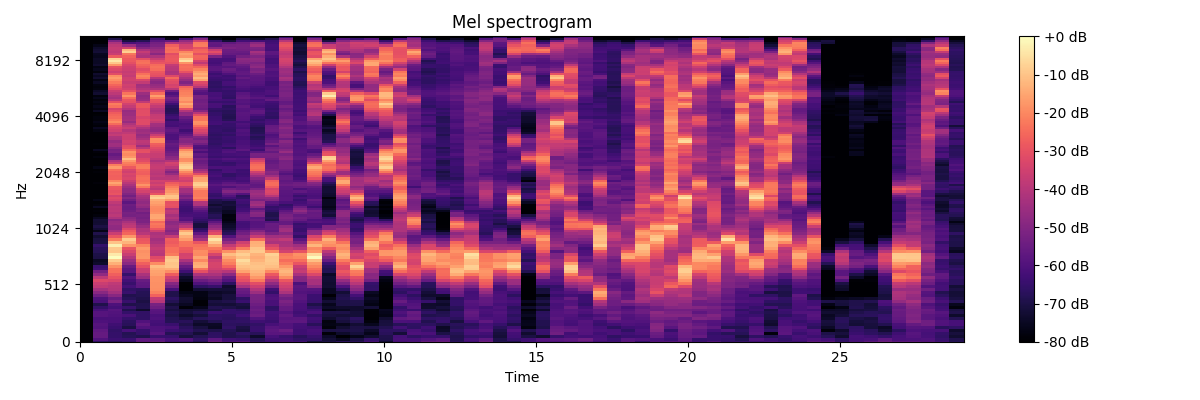 Mel spectrogram
Hz
8192
4096
2048
1024
512
0
0 5 10 15 20 25
Time
+0 dB
-10 dB
-20 dB
-30 dB
-40 dB
-50 dB
-60 dB
-70 dB
-80 dB